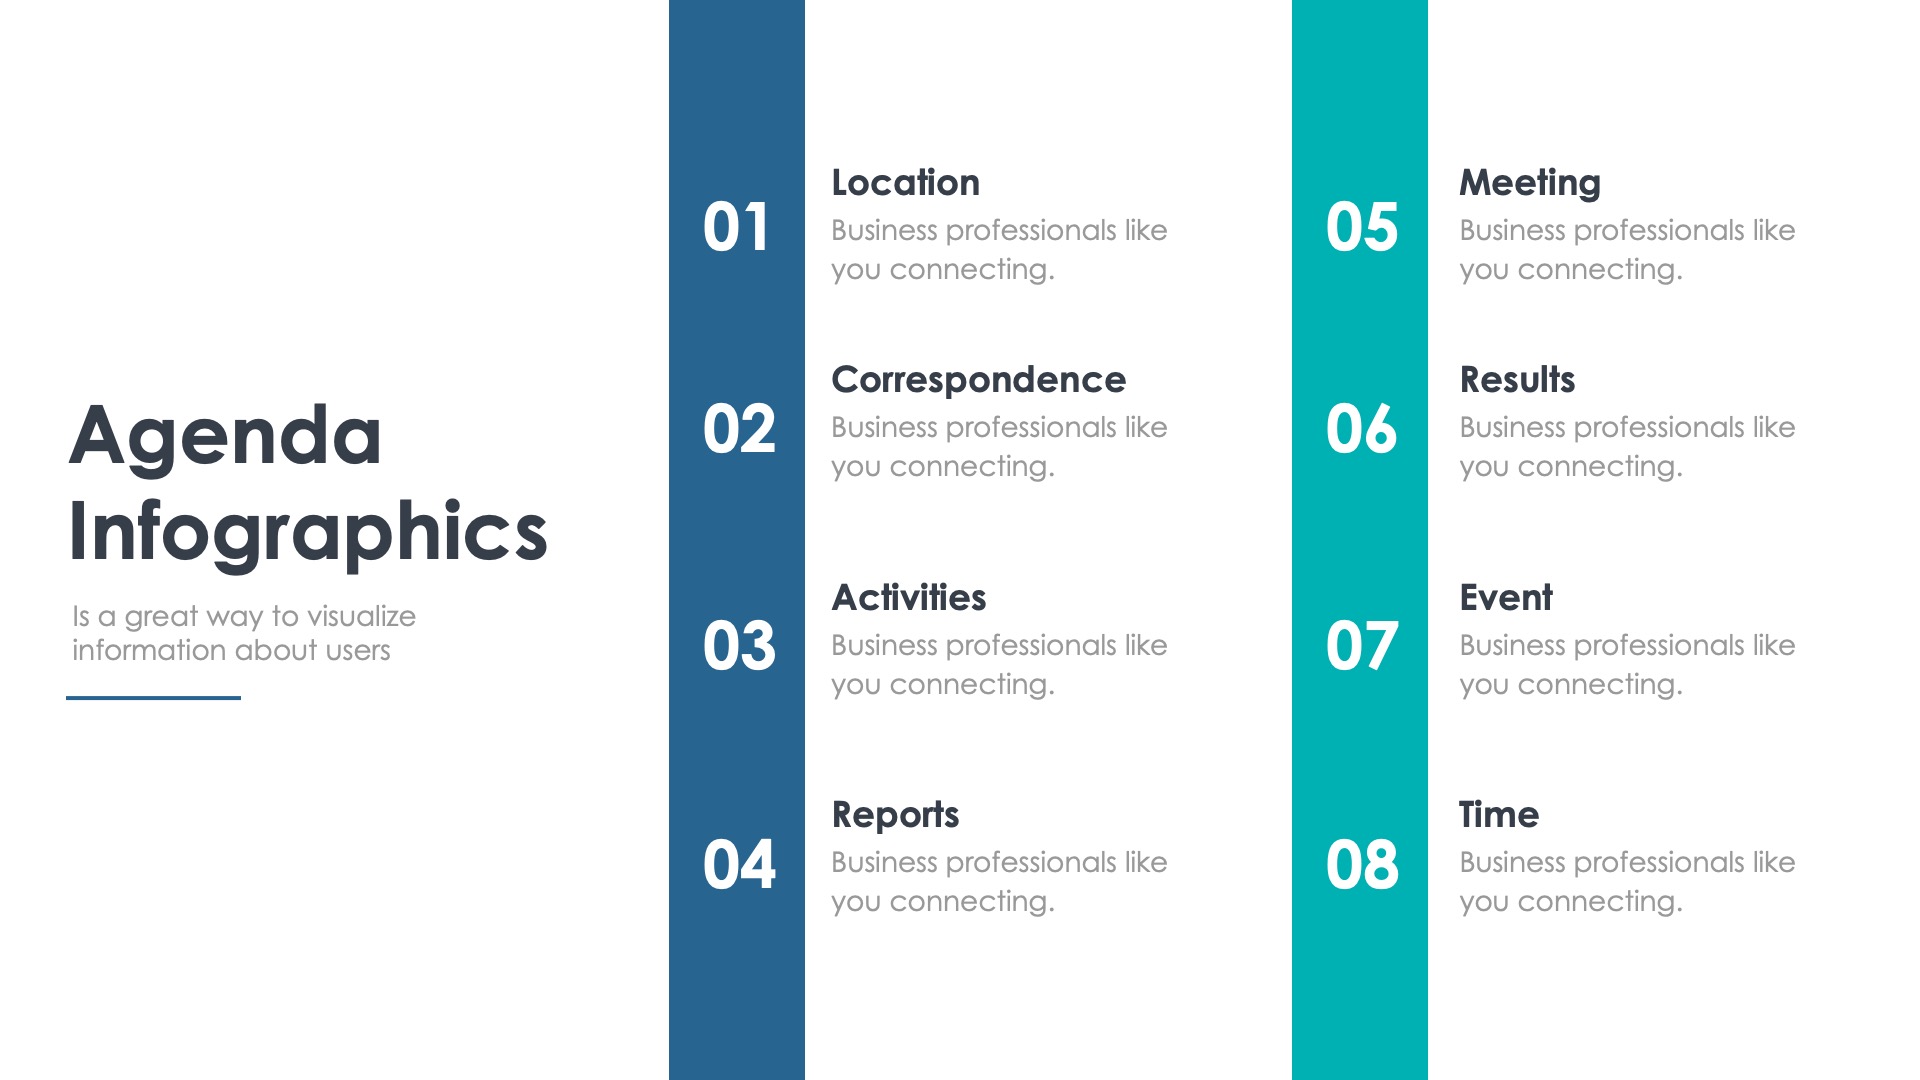 Agenda
Infographics
Is a great way to visualize
information about users
01
Location
Business professionals like
you connecting.
02
Correspondence
Business professionals like
you connecting.
03
Activities
Business professionals like
you connecting.
04
Reports
Business professionals like
you connecting.
05
Meeting
Business professionals like
you connecting.
06
Results
Business professionals like
you connecting.
07
Event
Business professionals like
you connecting.
08
Time
Business professionals like
you connecting.